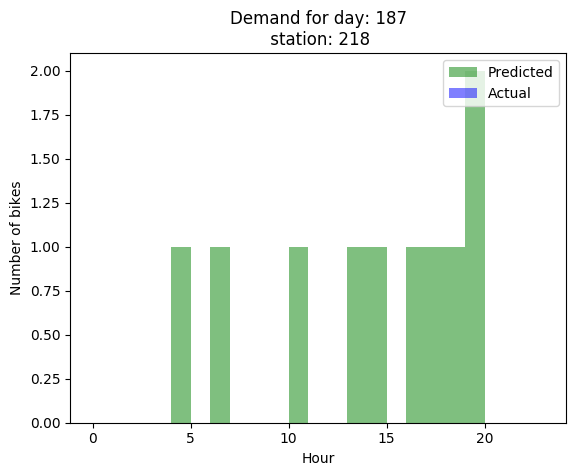 Demand for day: 187
station: 218
Predicted
Actual
2.00
1.75
1.50
1.25
1.00
0.75
0.50
0.25
0.00
Number of bikes
0 5 10 15 20
Hour